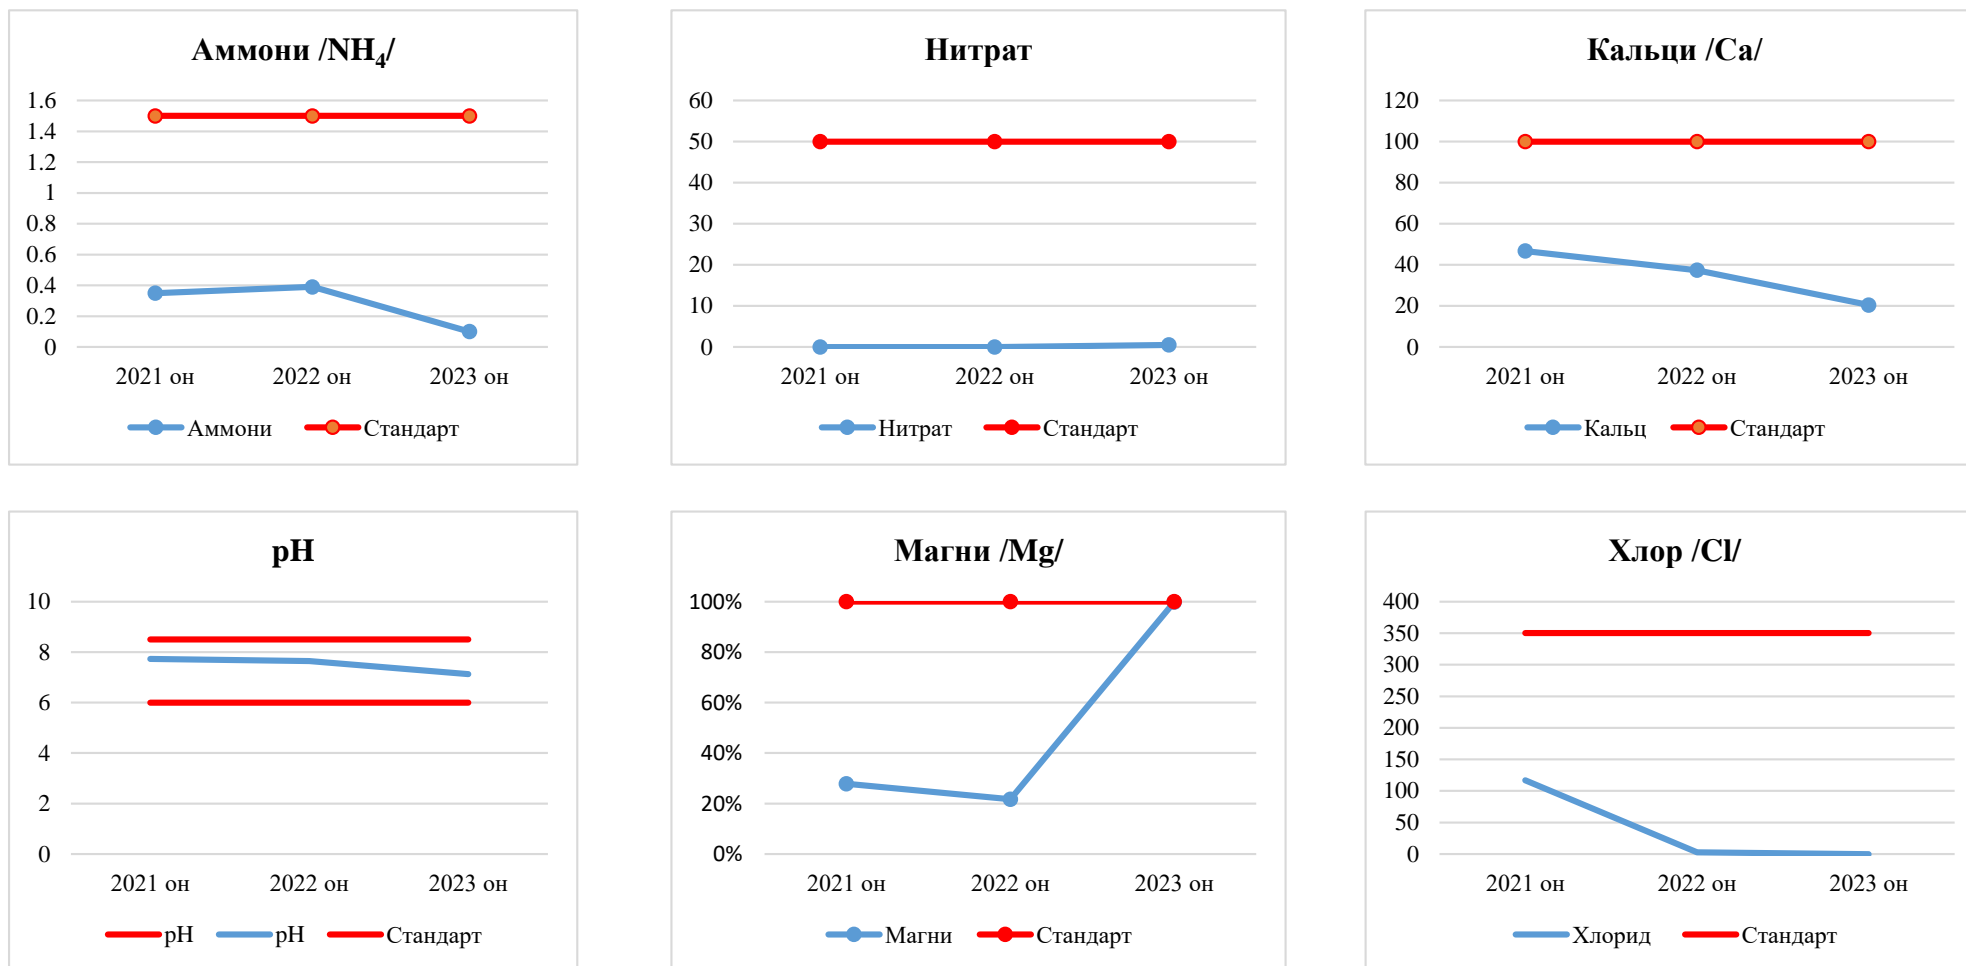 Аммони /NH₄/
1.6
1.4
1.2
1
0.8
0.6
0.4
0.2
0
2021 он 2022 он 2023 он
Аммони Стандарт
Нитрат
60
50
40
30
20
10
0
2021 он 2022 он 2023 он
Нитрат Стандарт
Кальци /Ca/
120
100
80
60
40
20
0
2021 он 2022 он 2023 он
Кальц Стандарт
pH
10
8
6
4
2
0
2021 он 2022 он 2023 он
pH pH Стандарт
Магни /Mg/
100%
80%
60%
40%
20%
0%
2021 он 2022 он 2023 он
Магни Стандарт
Хлор /Cl/
400
350
300
250
200
150
100
50
0
2021 он 2022 он 2023 он
Хлорид Стандарт